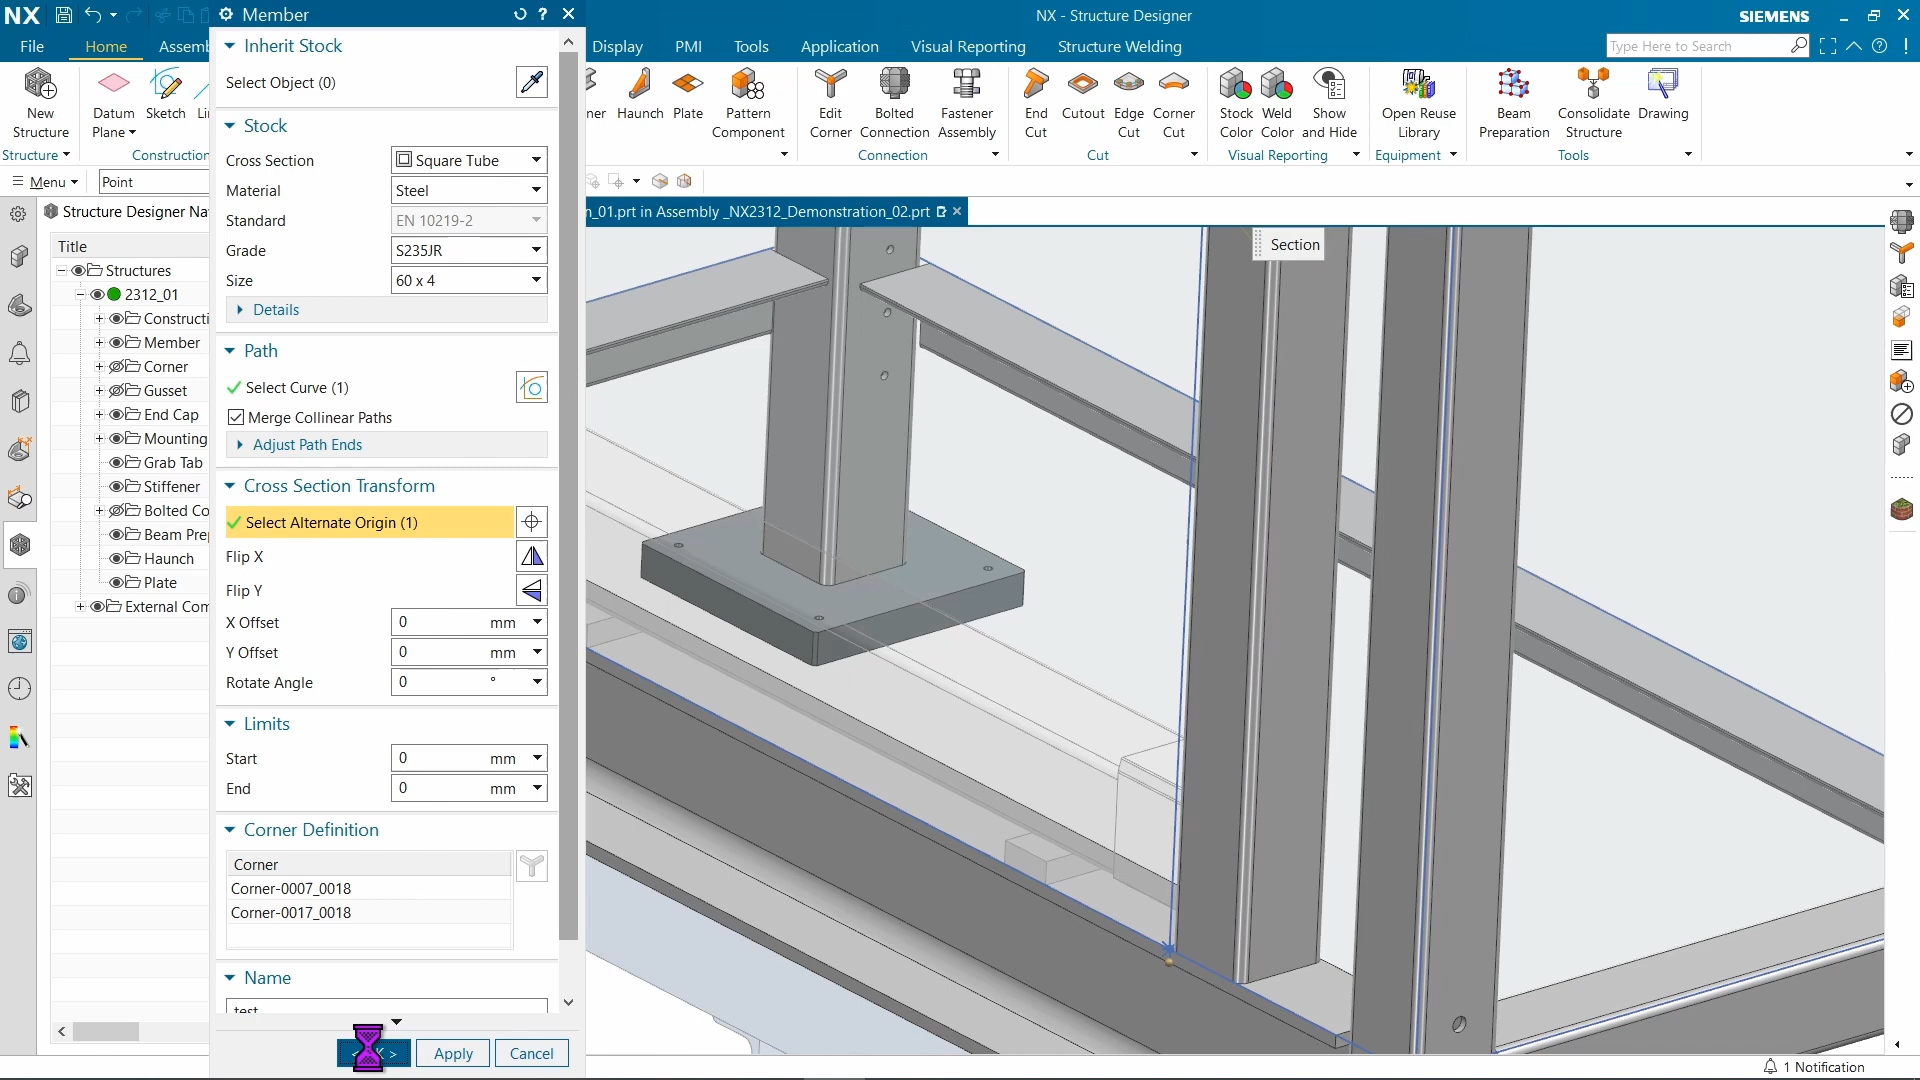 NX
Member
NX - Structure Designer
SIEMENS
File
Home
Assemb
Display
PMI
Tools
Application
Visual Reporting
Structure Welding
Type Here to Search
New
Structure
Datum
Plane
Sketch
Haunch
Plate
Pattern
Component
Edit
Corner
Bolted
Connection
Fastener
Assembly
End
Cut
Cutout
Edge
Cut
Corner
Cut
Stock
Color
Weld
Color
Show
and Hide
Open Reuse
Library
Beam
Preparation
Consolidate
Structure
Drawing
Structure
Construction
Connection
Cut
Visual Reporting
Equipment
Tools
Menu
Point
Structure Designer Na
_01.prt in Assembly _NX2312_Demonstration_02.prt
Title
Structures
2312_01
Constructi
Member
Corner
Gusset
End Cap
Mounting
Grab Tab
Stiffener
Bolted Co
Beam Prep
Haunch
Plate
External Com
Inherit Stock
Select Object (0)
Stock
Cross Section
Square Tube
Material
Steel
Standard
EN 10219-2
Grade
S235JR
Size
60 x 4
Details
Path
Select Curve (1)
Merge Collinear Paths
Adjust Path Ends
Cross Section Transform
Select Alternate Origin (1)
Flip X
Flip Y
X Offset
0 mm
Y Offset
0 mm
Rotate Angle
0 °
Limits
Start
0 mm
End
0 mm
Corner Definition
Corner
Corner-0007_0018
Corner-0017_0018
Name
test
Apply
Cancel
Section
1 Notification